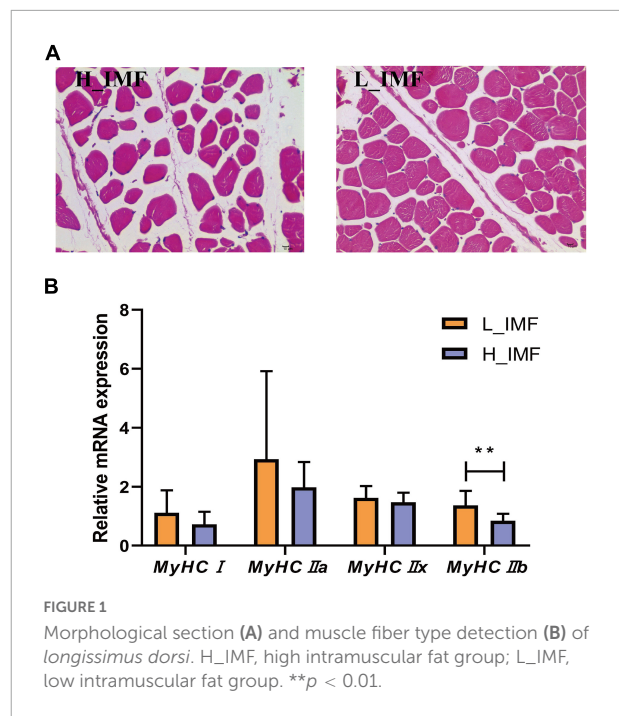 A
H_IMF
L_IMF
B
Relative mRNA expression
8
6
4
2
0
L_IMF
H_IMF
**
MyHC I
MyHC IIa
MyHC IIx
MyHC IIb
FIGURE 1
Morphological section (A) and muscle fiber type detection (B) of
longissimus dorsi. H_IMF, high intramuscular fat group; L_IMF,
low intramuscular fat group. **p < 0.01.